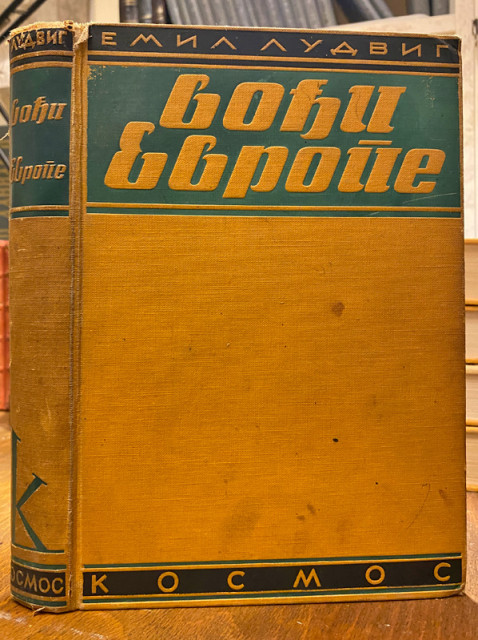 ЛУДВИГ
вођи
Европе
К
КОСМОС
ЕМИЛ ЛУДВИГ
вођи
Европе
КОСМОС